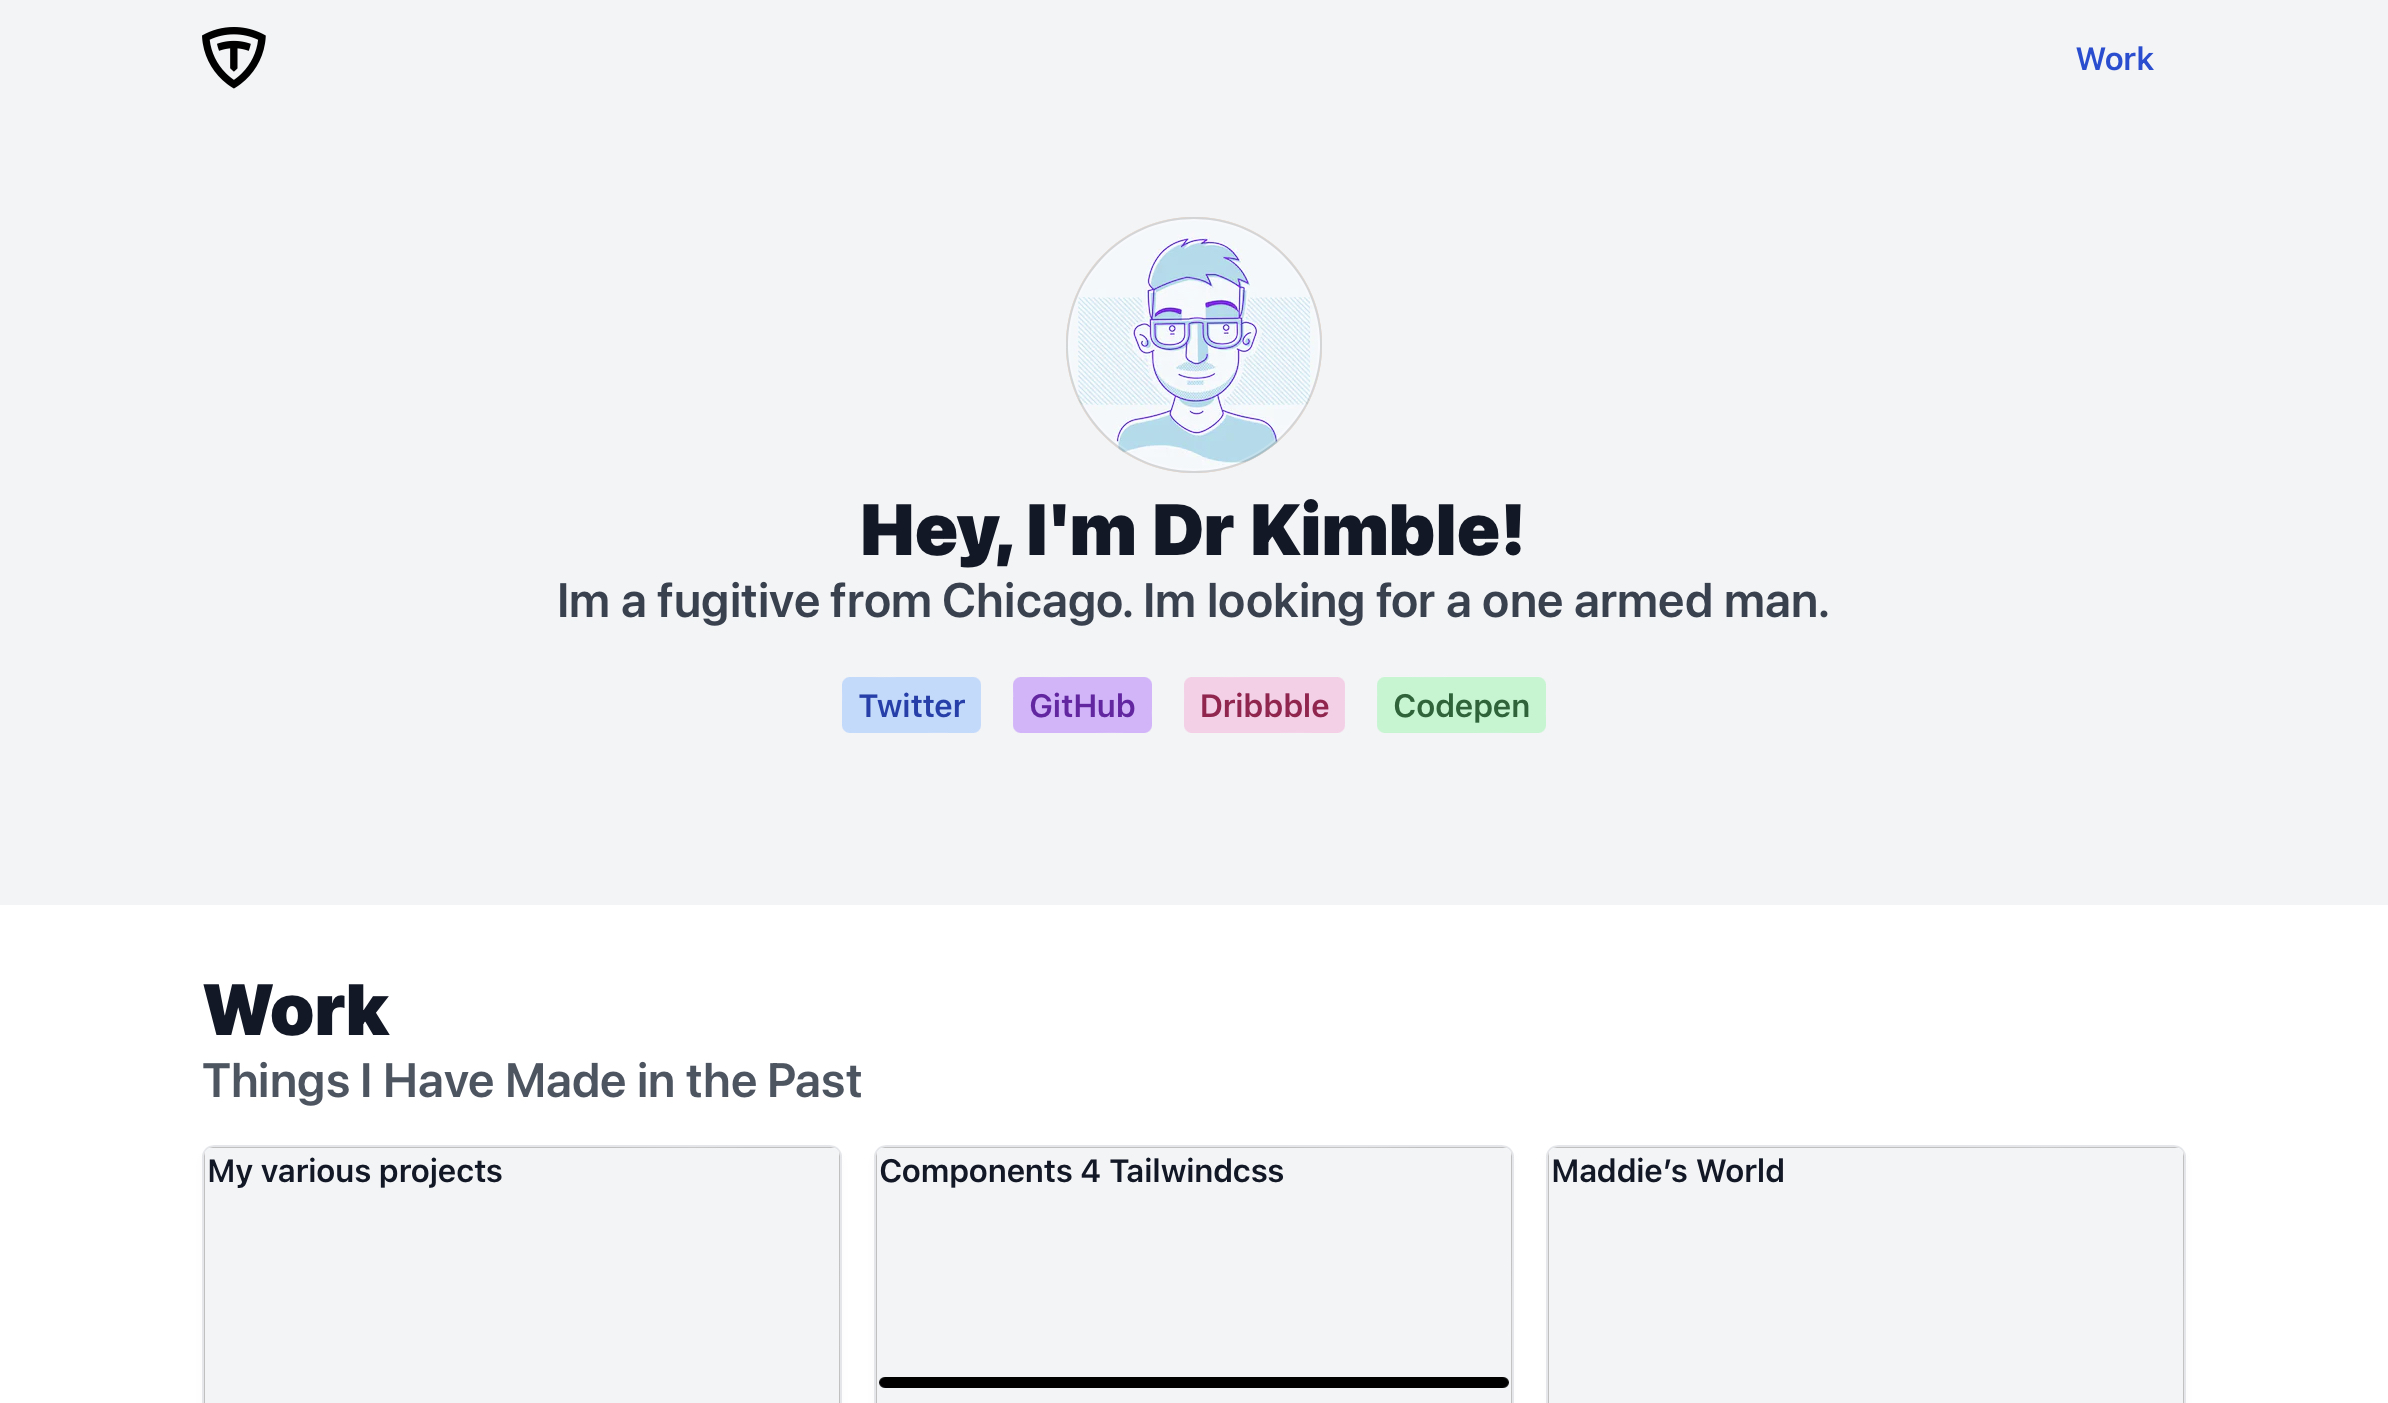 T
Work
Hey, I'm Dr Kimble!
Im a fugitive from Chicago. Im looking for a one armed man.
Twitter GitHub Dribbble Codepen
Work
Things I Have Made in the Past
My various projects
Components 4 Tailwindcss
Maddie’s World